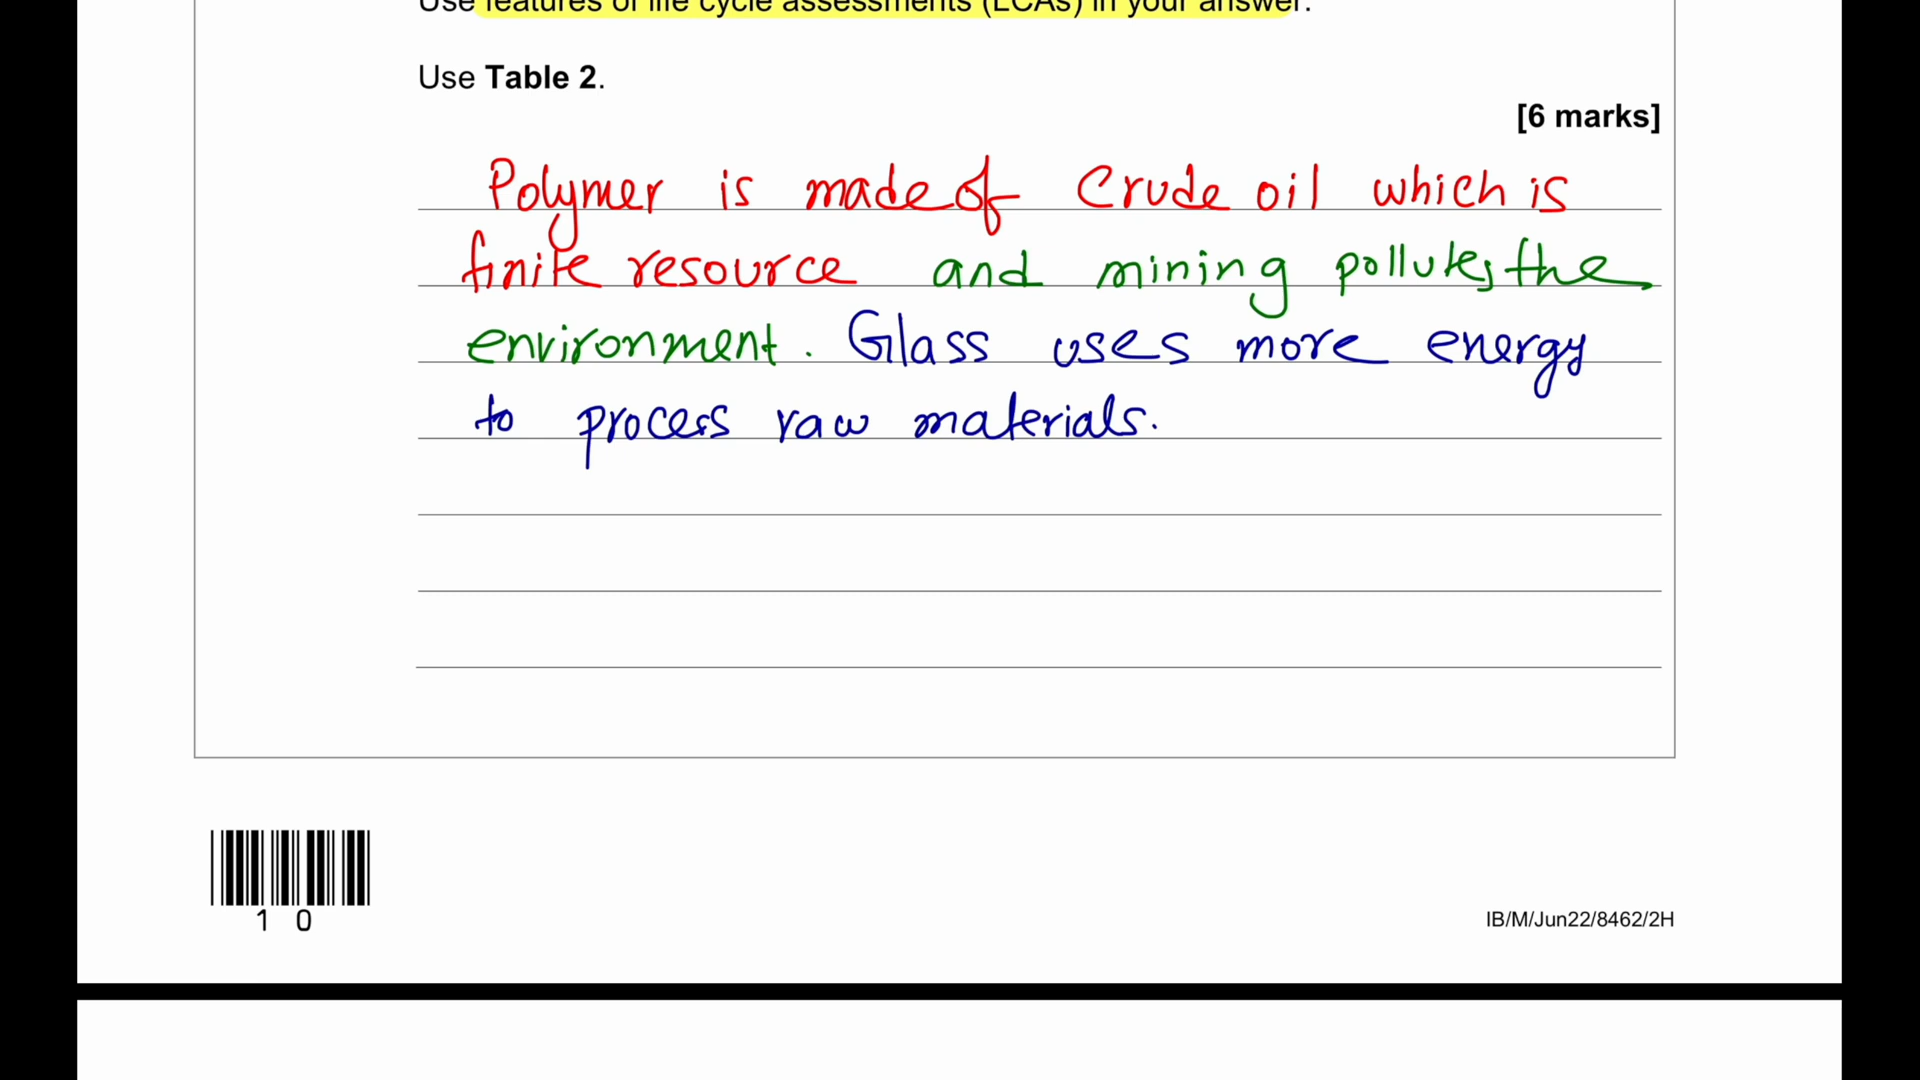 Use features of life cycle assessments (LCAs) in your answer.
Use Table 2.
[6 marks]
Polymer is made of Crude oil which is
finite resource and mining pollutes the
environment. Glass uses more energy
to process raw materials.
1 0
IB/M/Jun22/8462/2H